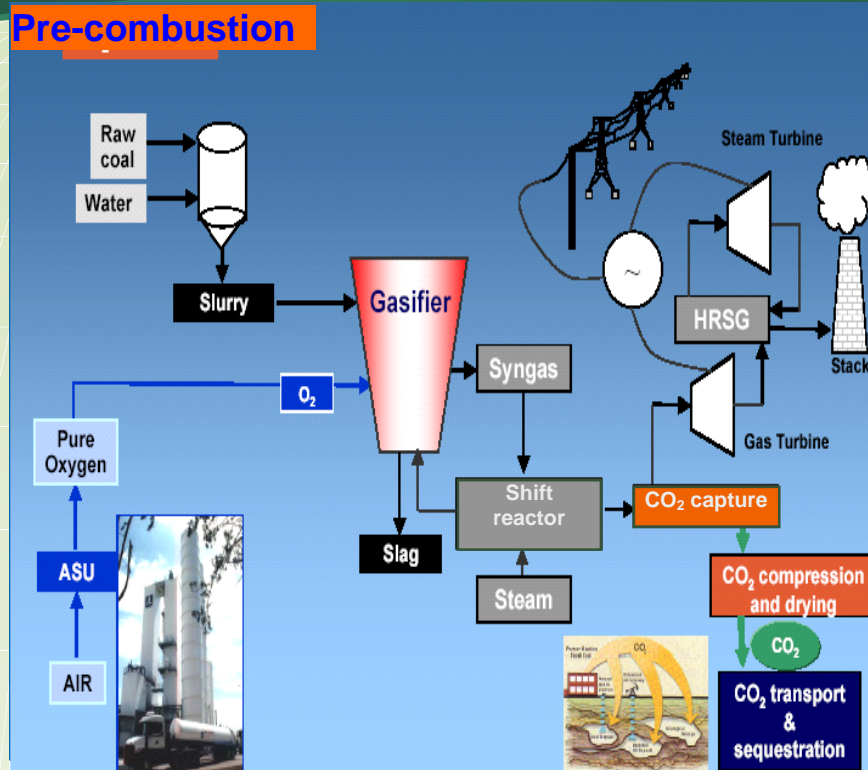 Pre-combustion
Raw
coal
Water
Slurry
Gasifier
Syngas
O₂
Pure
Oxygen
ASU
AIR
Slag
Shift
reactor
Steam
Steam Turbine
~
HRSG
Stack
Gas Turbine
CO₂ capture
CO₂ compression
and drying
CO₂
CO₂ transport
&
sequestration